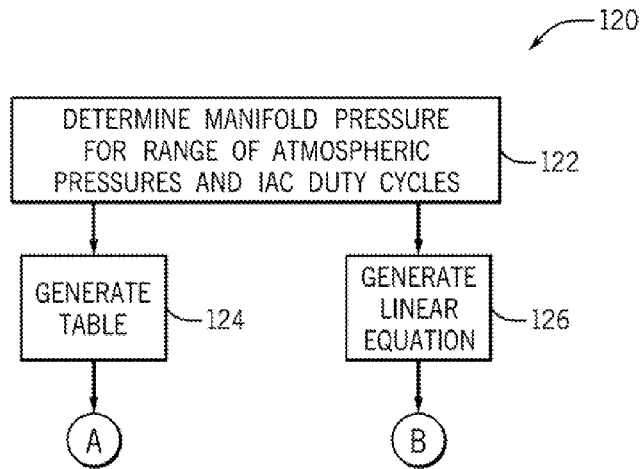 120
DETERMINE MANIFOLD PRESSURE
FOR RANGE OF ATMOSPHERIC
PRESSURES AND IAC DUTY CYCLES
122
GENERATE
TABLE
124
GENERATE
LINEAR
EQUATION
126
A
B